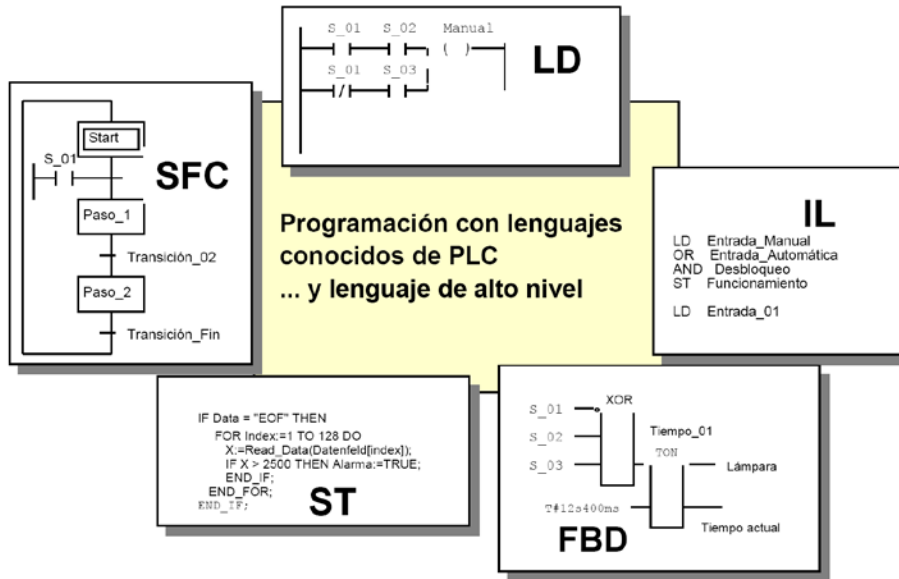 S_01 S_02 Manual
( )
S_01 S_03
/
LD
Start
S_01
SFC
Paso_1
Transición_02
Paso_2
Transición_Fin
Programación con lenguajes
conocidos de PLC
... y lenguaje de alto nivel
IL
LD Entrada_Manual
OR Entrada_Automática
AND Desbloqueo
ST Funcionamiento
LD Entrada_01
IF Data = "EOF" THEN
FOR Index:=1 TO 128 DO
X:=Read_Data(Datenfeld[index]);
IF X > 2500 THEN Alarma:=TRUE;
END_IF;
END_FOR;
END_IF;
ST
XOR
S_01
S_02
Tiempo_01
S_03
TON
Lámpara
T#12s400ms
Tiempo actual
FBD